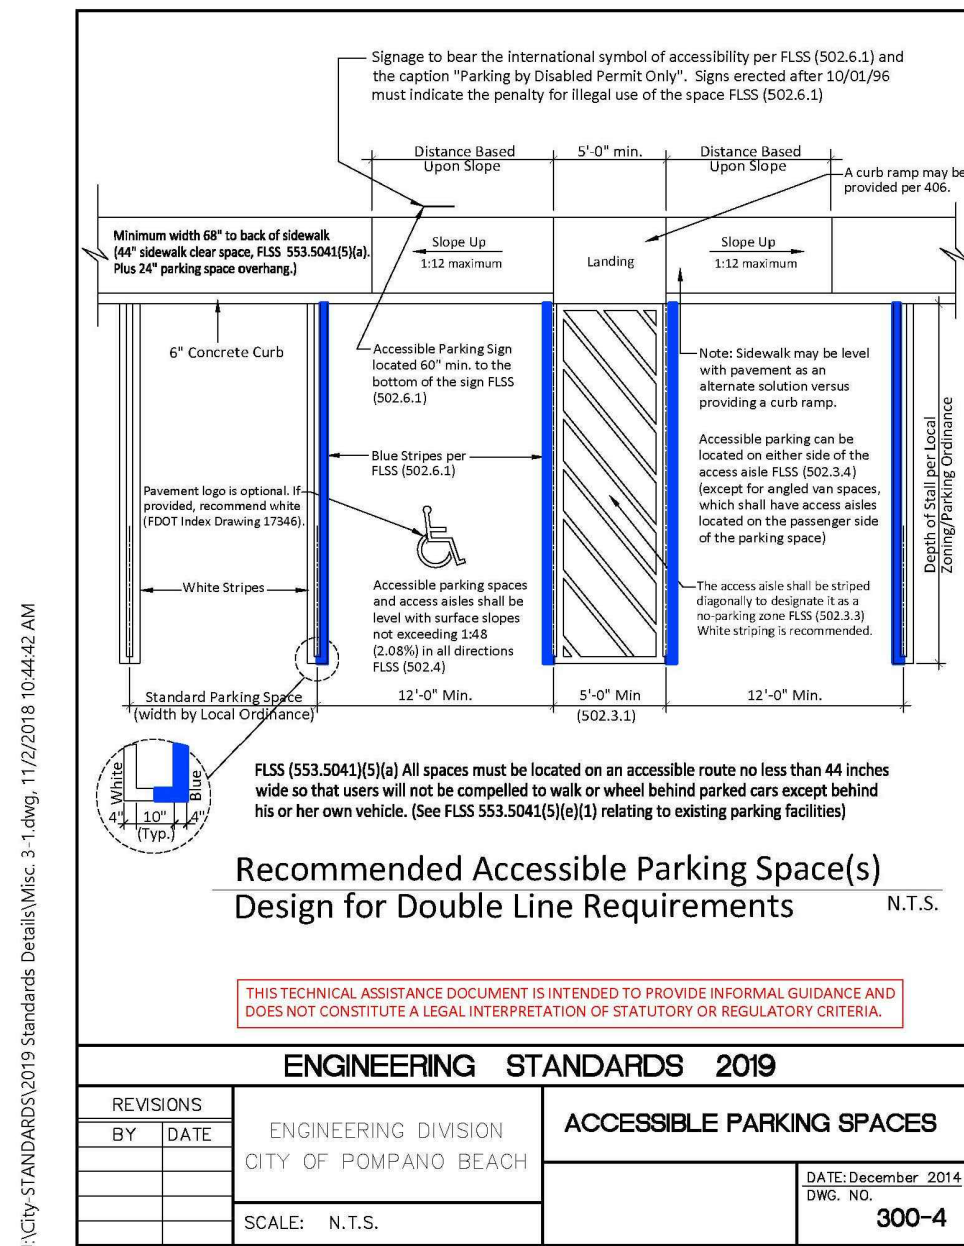 Signage to bear the international symbol of accessibility per FLSS (502.6.1) and
the caption "Parking by Disabled Permit Only".  Signs erected after 10/01/96
must indicate the penalty for illegal use of the space FLSS (502.6.1)
Distance Based
Upon Slope
5'-0" min.
Distance Based
Upon Slope
A curb ramp may be
provided per 406.
Minimum width 68" to back of sidewalk
(44" sidewalk clear space, FLSS 553.5041(5)(a).
Plus 24" parking space overhang.)
Slope Up
1:12 maximum
Landing
Slope Up
1:12 maximum
6" Concrete Curb
Accessible Parking Sign
located 60" min. to the
bottom of the sign FLSS
(502.6.1)
Note: Sidewalk may be level
with pavement as an
alternate solution versus
providing a curb ramp.
Blue Stripes per
FLSS (502.6.1)
Accessible parking can be
located on either side of the
access aisle FLSS (502.3.4)
(except for angled van spaces,
which shall have access aisles
located on the passenger side
of the parking space)
Depth of Stall per Local
Zoning/Parking Ordinance
Pavement logo is optional. If
provided, recommend white
(FDOT Index Drawing 17346).
White Stripes
Accessible parking spaces
and access aisles shall be
level with surface slopes
not exceeding 1:48
(2.08%) in all directions
FLSS (502.4)
The access aisle shall be striped
diagonally to designate it as a
no-parking zone FLSS (502.3.3)
White striping is recommended.
Standard Parking Space
(width by Local Ordinance)
12'-0" Min.
5'-0" Min
(502.3.1)
12'-0" Min.
White
Blue
4"
10"
4"
(Typ.)
FLSS (553.5041)(5)(a) All spaces must be located on an accessible route no less than 44 inches
wide so that users will not be compelled to walk or wheel behind parked cars except behind
his or her own vehicle. (See FLSS 553.5041(5)(e)(1) relating to existing parking facilities)
Recommended Accessible Parking Space(s)
Design for Double Line Requirements
N.T.S.
THIS TECHNICAL ASSISTANCE DOCUMENT IS INTENDED TO PROVIDE INFORMAL GUIDANCE AND
DOES NOT CONSTITUTE A LEGAL INTERPRETATION OF STATUTORY OR REGULATORY CRITERIA.
ENGINEERING STANDARDS 2019
REVISIONS
BY
DATE
ENGINEERING DIVISION
CITY OF POMPANO BEACH
SCALE: N.T.S.
ACCESSIBLE PARKING SPACES
DATE: December 2014
DWG. NO.
300-4
:\City-STANDARDS\2019 Standards Details\Misc. 3-1.dwg, 11/2/2018 10:44:42 AM